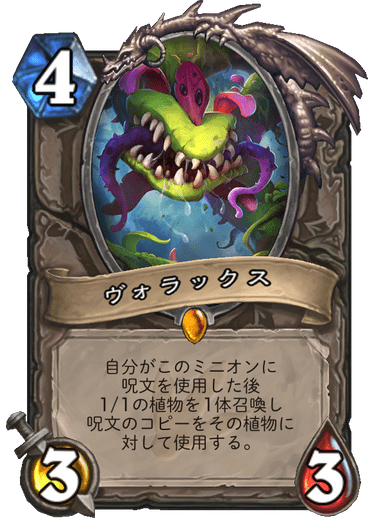 4
ヴォラックス
自分がこのミニオンに
呪文を使用した後
1/1の植物を1体召喚し
呪文のコピーをその植物に
対して使用する。
3
3